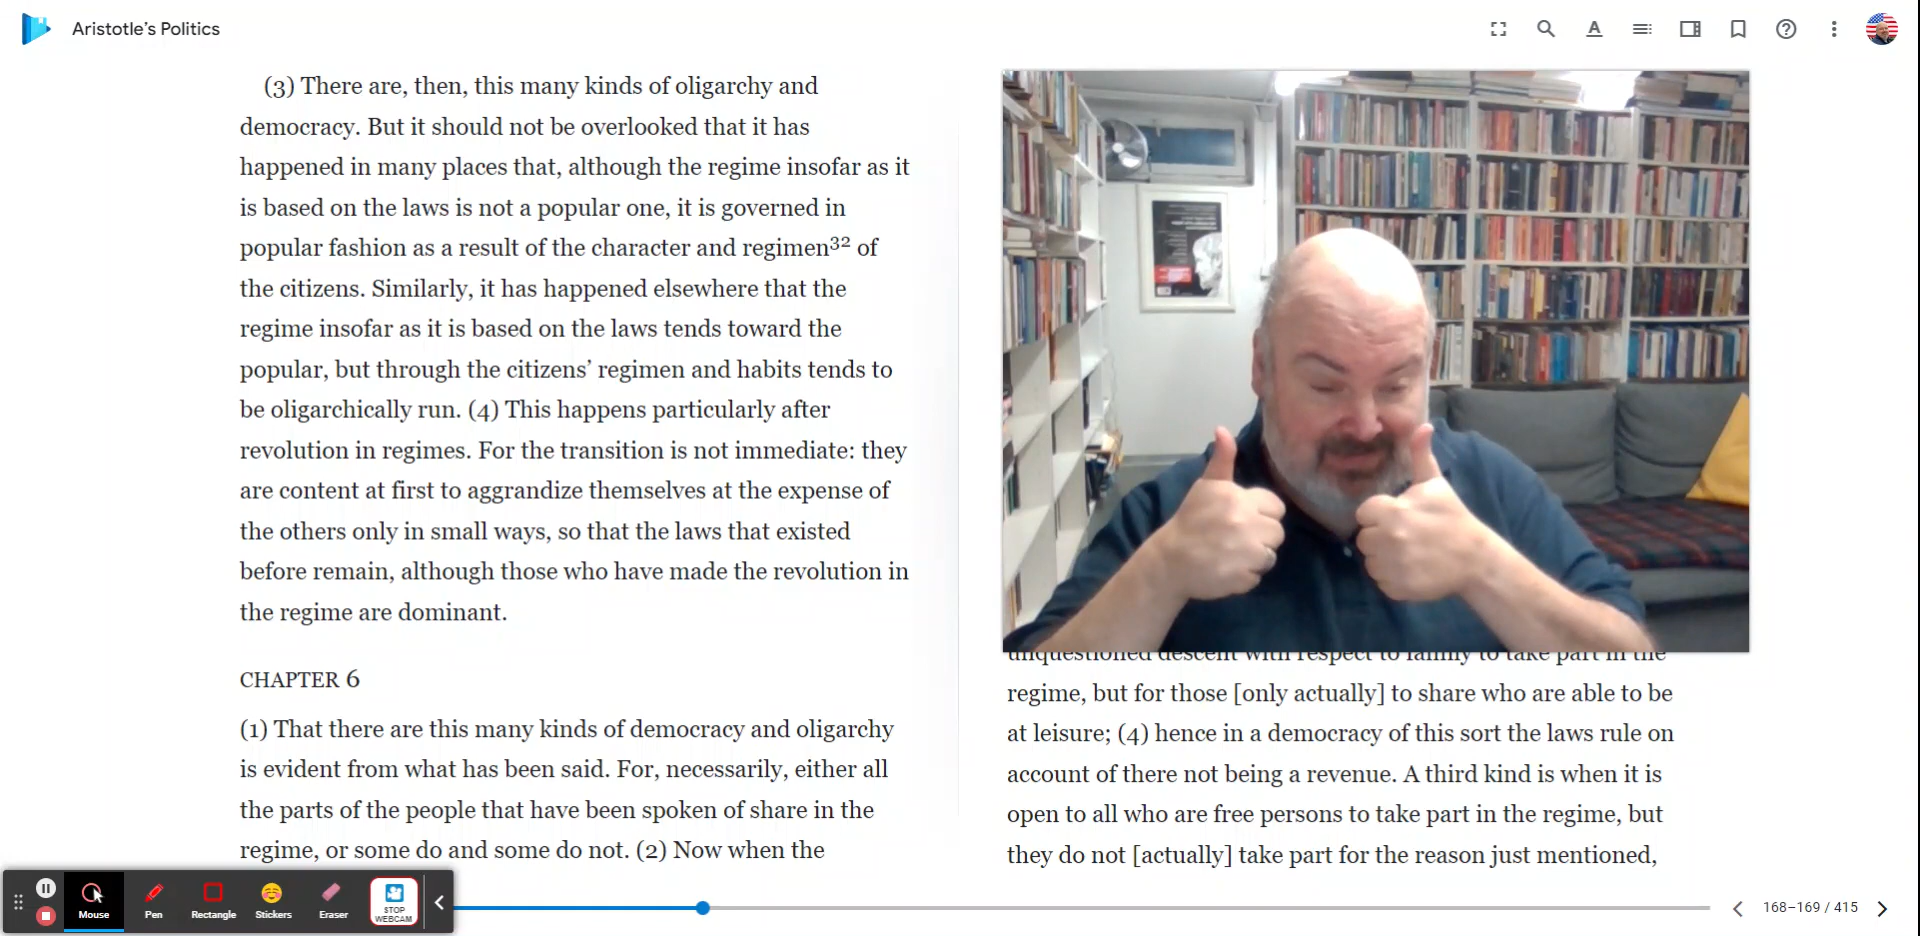 Aristotle’s Politics
(3) There are, then, this many kinds of oligarchy and
democracy. But it should not be overlooked that it has
happened in many places that, although the regime insofar as it
is based on the laws is not a popular one, it is governed in
popular fashion as a result of the character and regimen32 of
the citizens. Similarly, it has happened elsewhere that the
regime insofar as it is based on the laws tends toward the
popular, but through the citizens’ regimen and habits tends to
be oligarchically run. (4) This happens particularly after
revolution in regimes. For the transition is not immediate: they
are content at first to aggrandize themselves at the expense of
the others only in small ways, so that the laws that existed
before remain, although those who have made the revolution in
the regime are dominant.
CHAPTER 6
(1) That there are this many kinds of democracy and oligarchy
is evident from what has been said. For, necessarily, either all
the parts of the people that have been spoken of share in the
regime, or some do and some do not. (2) Now when the
unquestioned descent with respect to family to take part in the
regime, but for those [only actually] to share who are able to be
at leisure; (4) hence in a democracy of this sort the laws rule on
account of there not being a revenue. A third kind is when it is
open to all who are free persons to take part in the regime, but
they do not [actually] take part for the reason just mentioned,
Mouse
Pen
Rectangle
Stickers
Eraser
STOP
WEBCAM
168–169 / 415